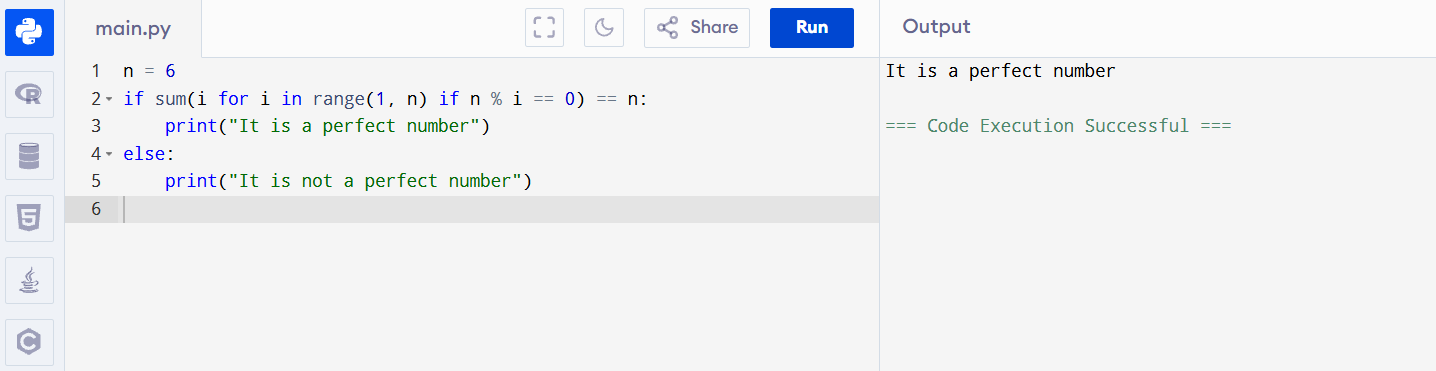 main.py
Share
Run
Output
1 n = 6
2 if sum(i for i in range(1, n) if n % i == 0) == n:
3     print("It is a perfect number")
4 else:
5     print("It is not a perfect number")
6
It is a perfect number
=== Code Execution Successful ===
R
5
C